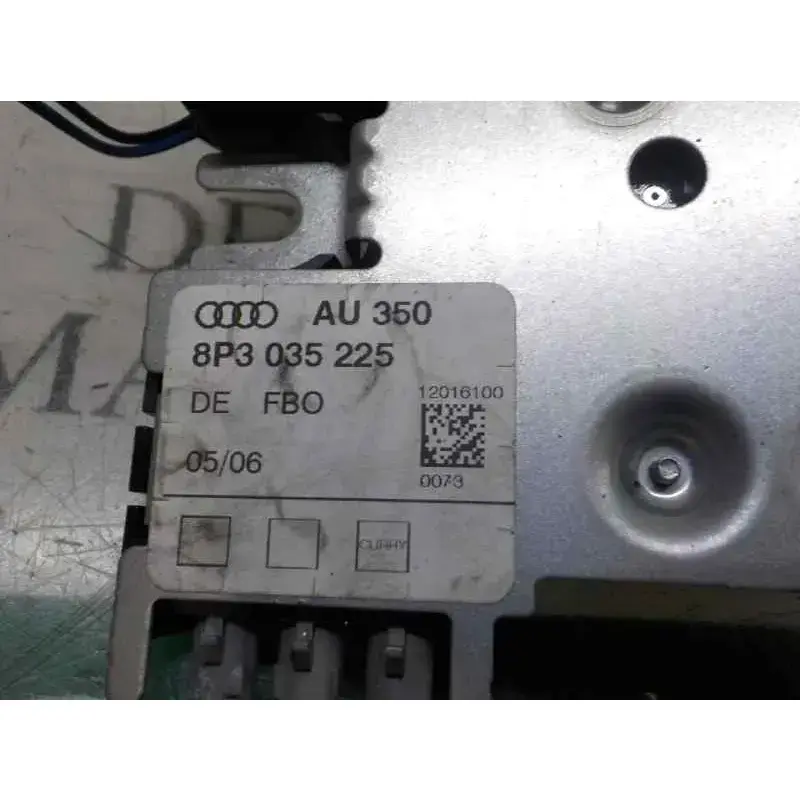 AU 350
8P3 035 225
DE FBO
12016100
05/06
0073
CURRY